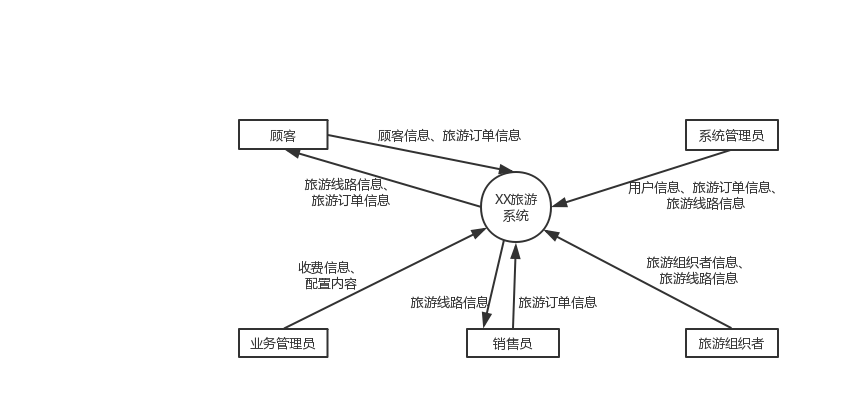 顾客
顾客信息、旅游订单信息
系统管理员
旅游线路信息、
旅游订单信息
XX旅游
系统
用户信息、旅游订单信息、
旅游线路信息
收费信息、
配置内容
旅游组织者信息、
旅游线路信息
旅游线路信息
旅游订单信息
业务管理员
销售员
旅游组织者